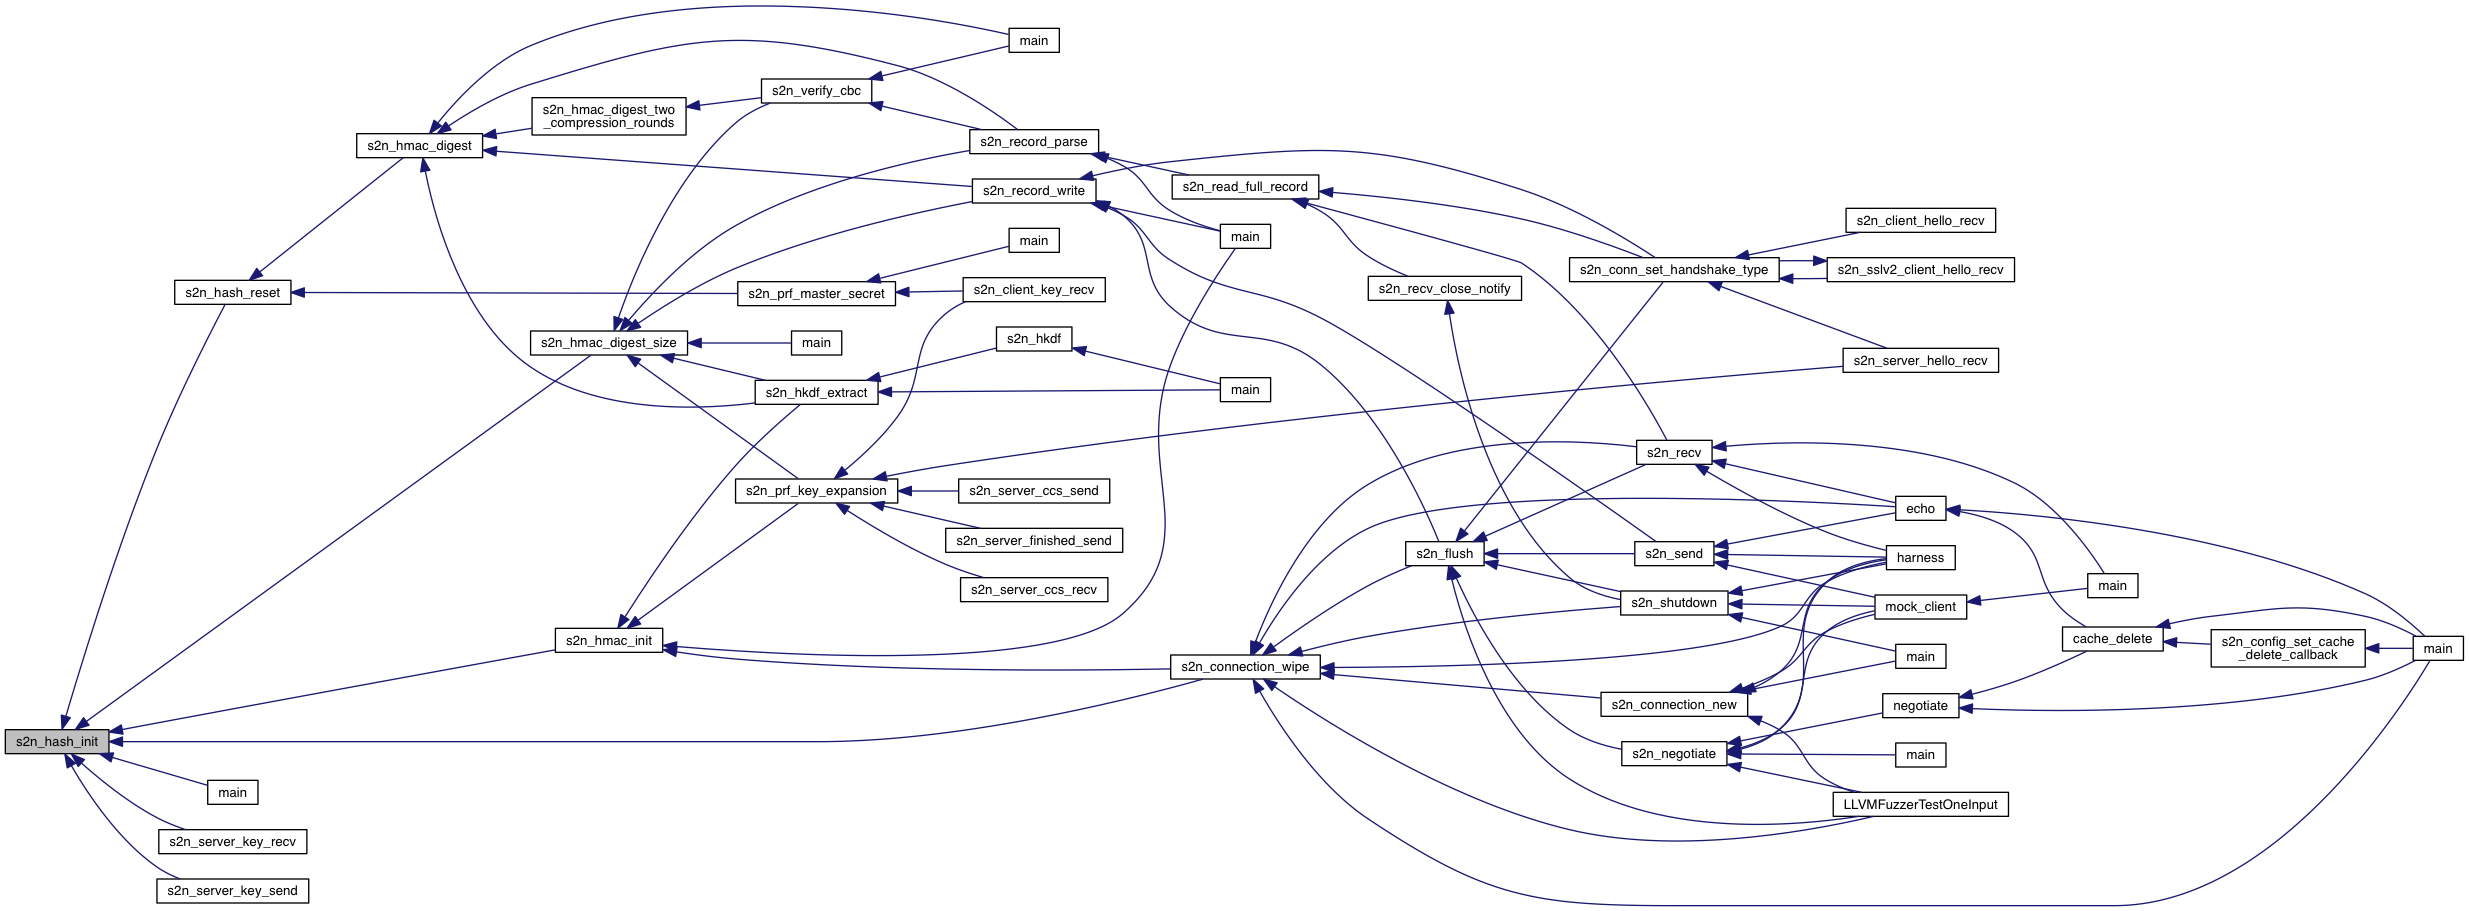 main
s2n_verify_cbc
s2n_hmac_digest_two
_compression_rounds
s2n_hmac_digest
s2n_record_parse
s2n_record_write
s2n_read_full_record
s2n_client_hello_recv
main
main
s2n_conn_set_handshake_type
s2n_sslv2_client_hello_recv
s2n_hash_reset
s2n_prf_master_secret
s2n_client_key_recv
s2n_recv_close_notify
s2n_hmac_digest_size
main
s2n_hkdf
s2n_server_hello_recv
s2n_hkdf_extract
main
s2n_recv
s2n_prf_key_expansion
s2n_server_ccs_send
echo
s2n_server_finished_send
s2n_flush
s2n_send
harness
s2n_server_ccs_recv
main
s2n_shutdown
mock_client
s2n_hmac_init
cache_delete
s2n_config_set_cache
_delete_callback
main
s2n_connection_wipe
main
s2n_connection_new
negotiate
s2n_hash_init
s2n_negotiate
main
main
LLVMFuzzerTestOneInput
s2n_server_key_recv
s2n_server_key_send